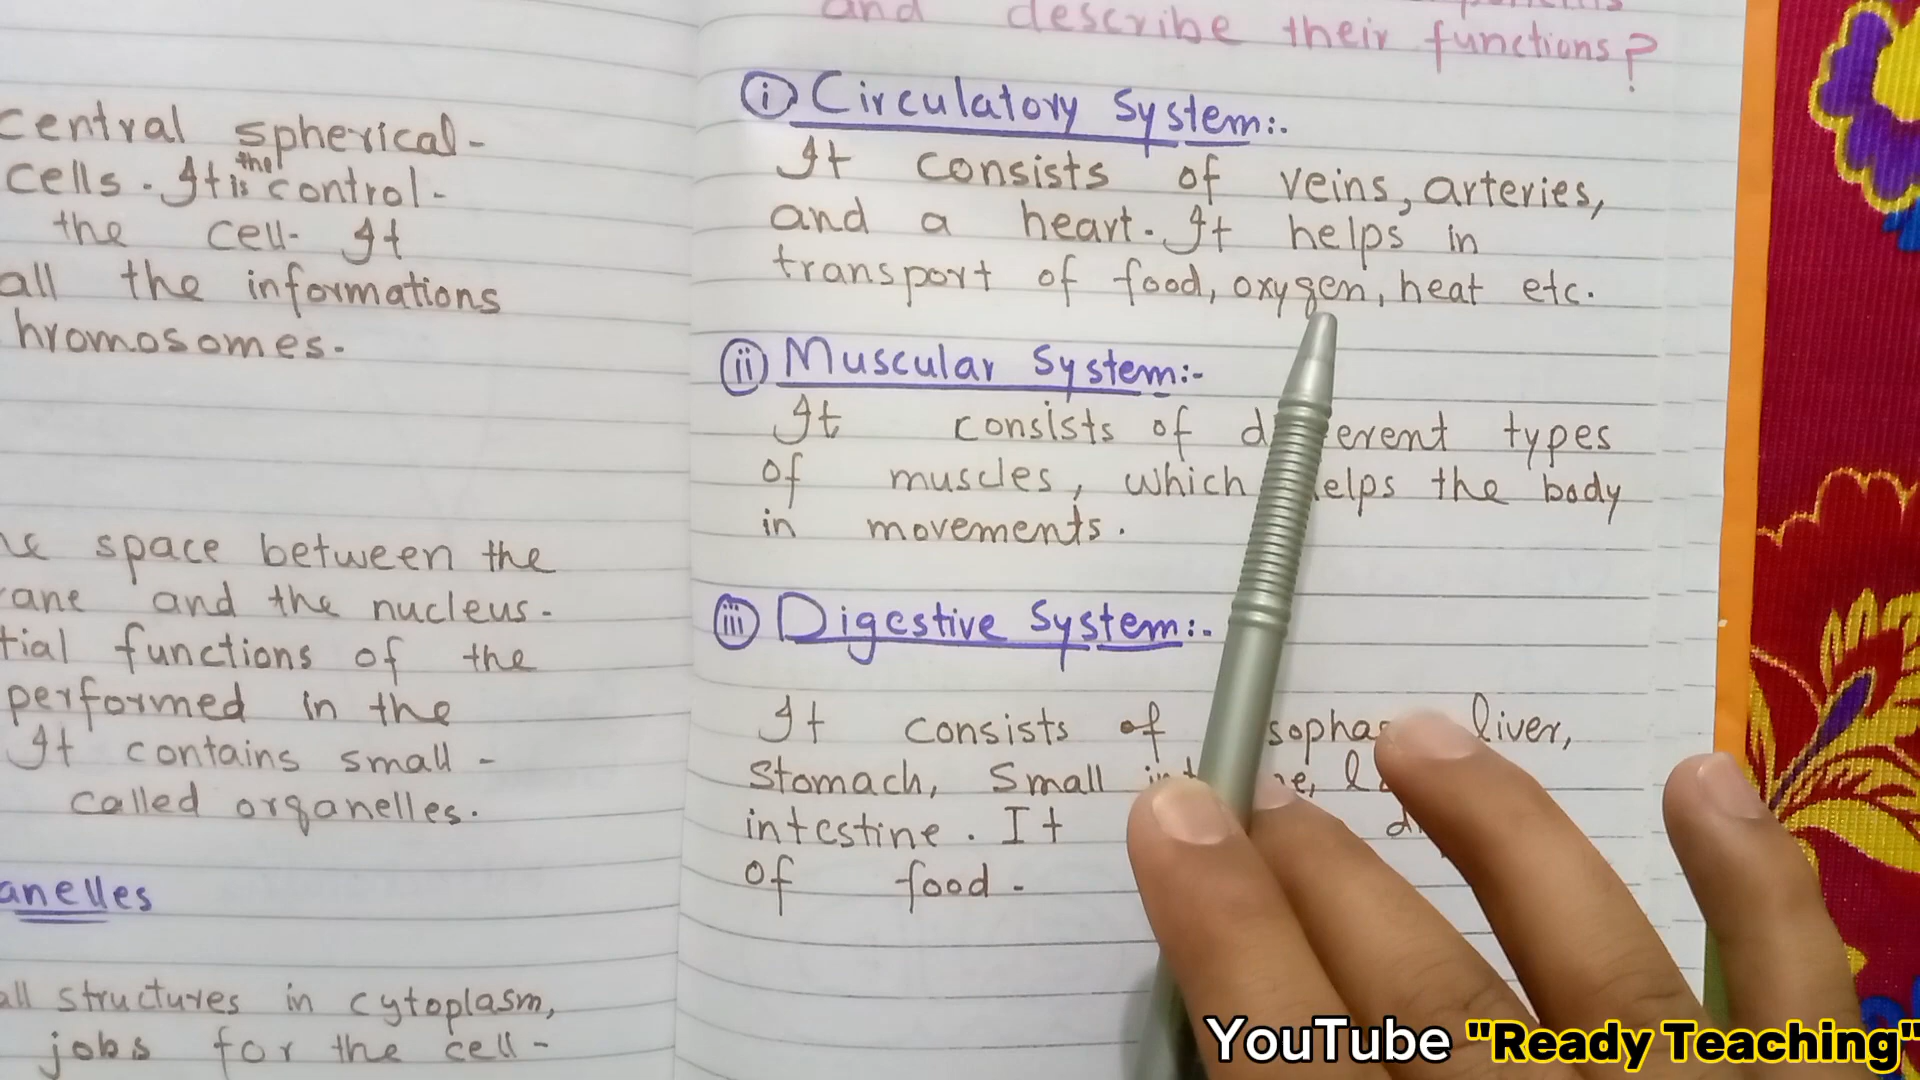 central spherical-
cells. It is the control-
the cell. It
all the informations
hromosomes.
space between the
ane and the nucleus.
tial functions of the
performed in the
It contains small -
called organelles.
anelles
all structures in cytoplasm,
jobs for the cell-
and describe their functions?
(i) Circulatory System:.
It consists of veins, arteries,
and a heart. It helps in
transport of food, oxygen, heat etc.
(ii) Muscular System:-
It consists of different types
of muscles, which helps the body
in movements.
(iii) Digestive System:.
It consists of sophag liver,
Stomach, Small
intestine. It
of food -
YouTube "Ready Teaching"